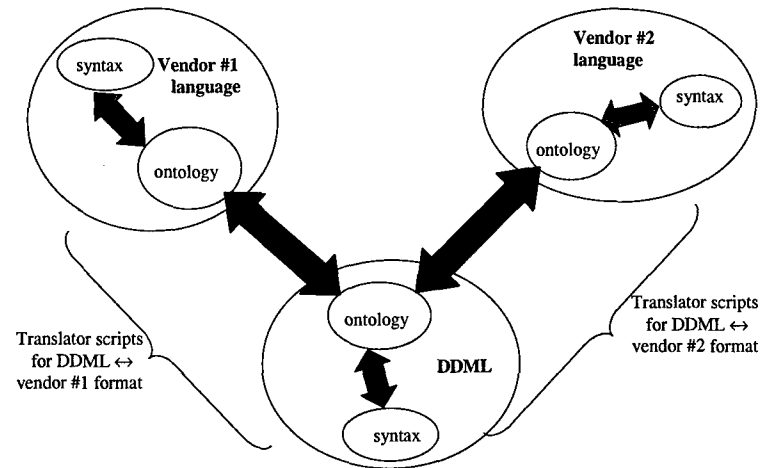 Vendor #1
language
syntax
ontology
Vendor #2
language
syntax
ontology
ontology
DDML
syntax
Translator scripts
for DDML ↔
vendor #1 format
Translator scripts
for DDML ↔
vendor #2 format